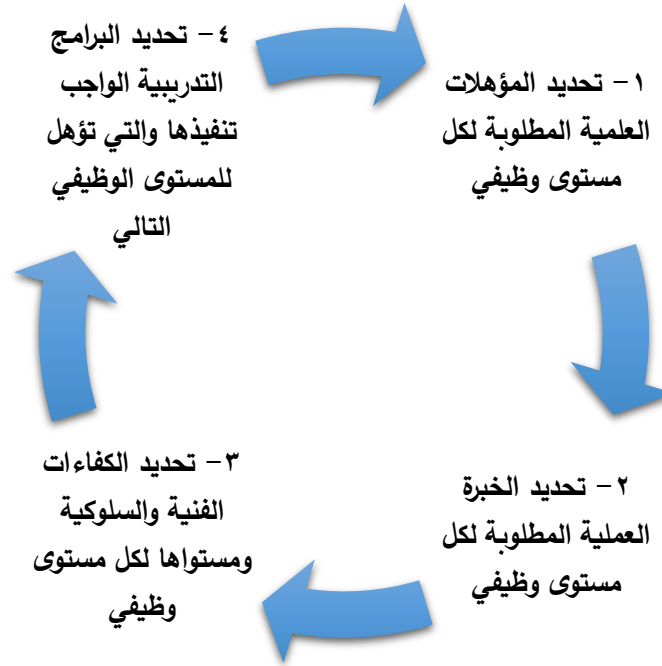 ١- تحديد المؤهلات
العلمية المطلوبة لكل
مستوى وظيفي
٢- تحديد الخبرة
العملية المطلوبة لكل
مستوى وظيفي
٣- تحديد الكفاءات
الفنية والسلوكية
ومستواها لكل مستوى
وظيفي
٤- تحديد البرامج
التدريبية الواجب
تنفيذها والتي تؤهل
للمستوى الوظيفي
التالي